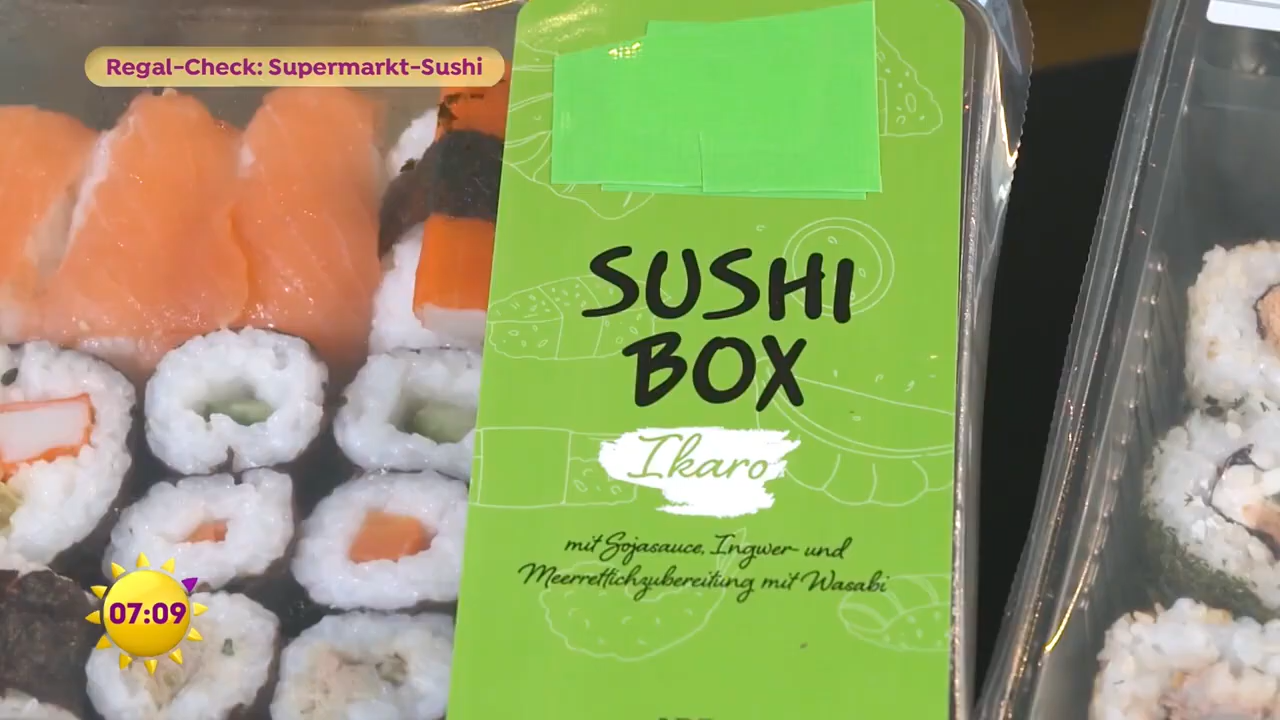 Regal-Check: Supermarkt-Sushi
SUSHI
BOX
Ikaro
mit Sojasauce, Ingwer- und
Meerrettichzubereitung mit Wasabi
07:09